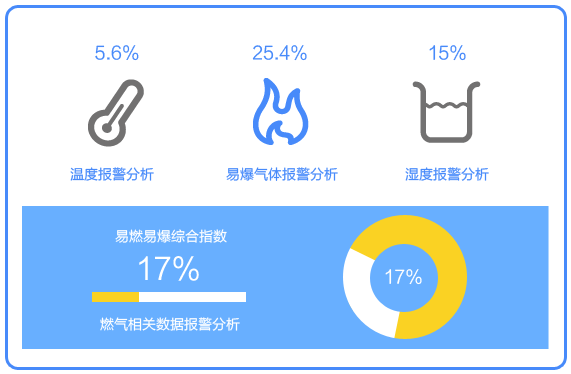 5.6%
25.4%
15%
温度报警分析
易爆气体报警分析
湿度报警分析
易燃易爆综合指数
17%
燃气相关数据报警分析
17%